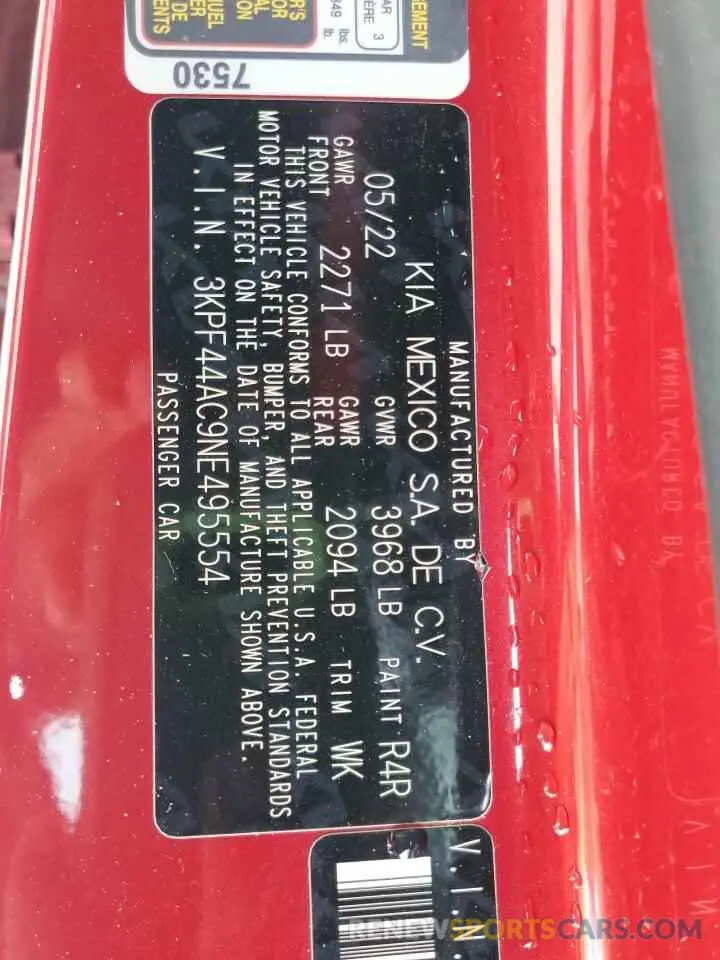 MANUFACTURED BY
KIA MEXICO S.A. DE C.V.
05/22 GVWR 3968 LB PAINT R4R
GAWR FRONT 2271 LB GAWR REAR 2094 LB TRIM WK
THIS VEHICLE CONFORMS TO ALL APPLICABLE U.S.A. FEDERAL
MOTOR VEHICLE SAFETY, BUMPER, AND THEFT PREVENTION STANDARDS
IN EFFECT ON THE DATE OF MANUFACTURE SHOWN ABOVE.
V.I.N. 3KPF44AC9NE495554
PASSENGER CAR
7530
V.I.N
RENEWSPORTSCARS.COM